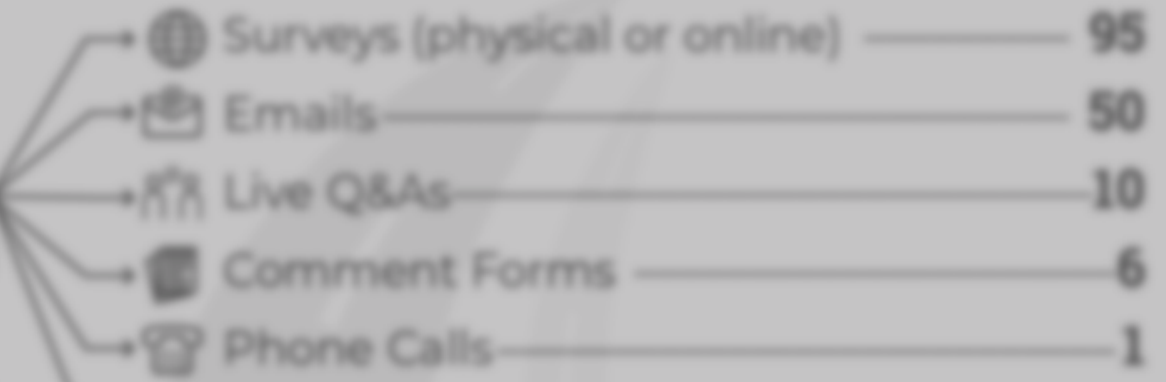 Surveys (physical or online) 95
Emails 50
Live Q&As 10
Comment Forms 6
Phone Calls 1